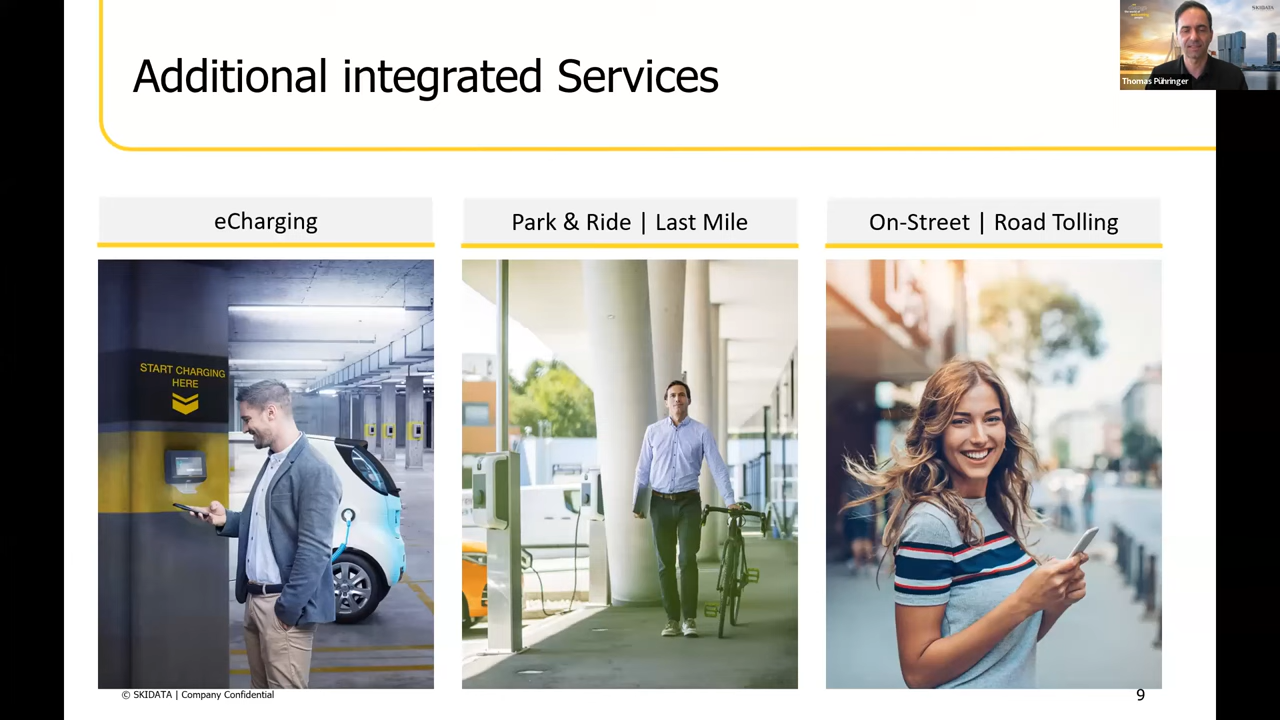 Additional integrated Services
SKIDATA
Thomas Pühringer
eCharging
Park & Ride | Last Mile
On-Street | Road Tolling
START CHARGING
HERE
© SKIDATA | Company Confidential
9